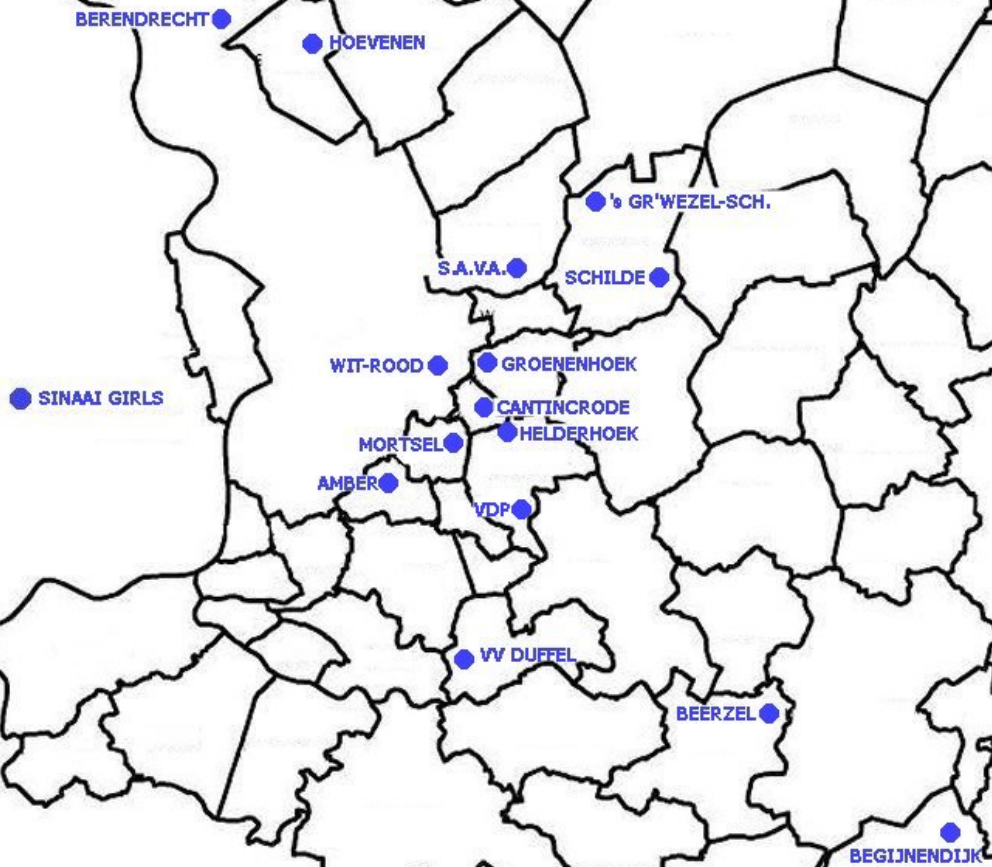 BERENDRECHT
HOEVENEN
's GR'WEZEL-SCH.
S.A.V.A.
SCHILDE
WIT-ROOD
GROENENHOEK
SINAAI GIRLS
CANTINCRODE
HELDERHOEK
MORTSEL
AMBER
VDP
VV DUFFEL
BEERZEL
BEGIJNENDIJK